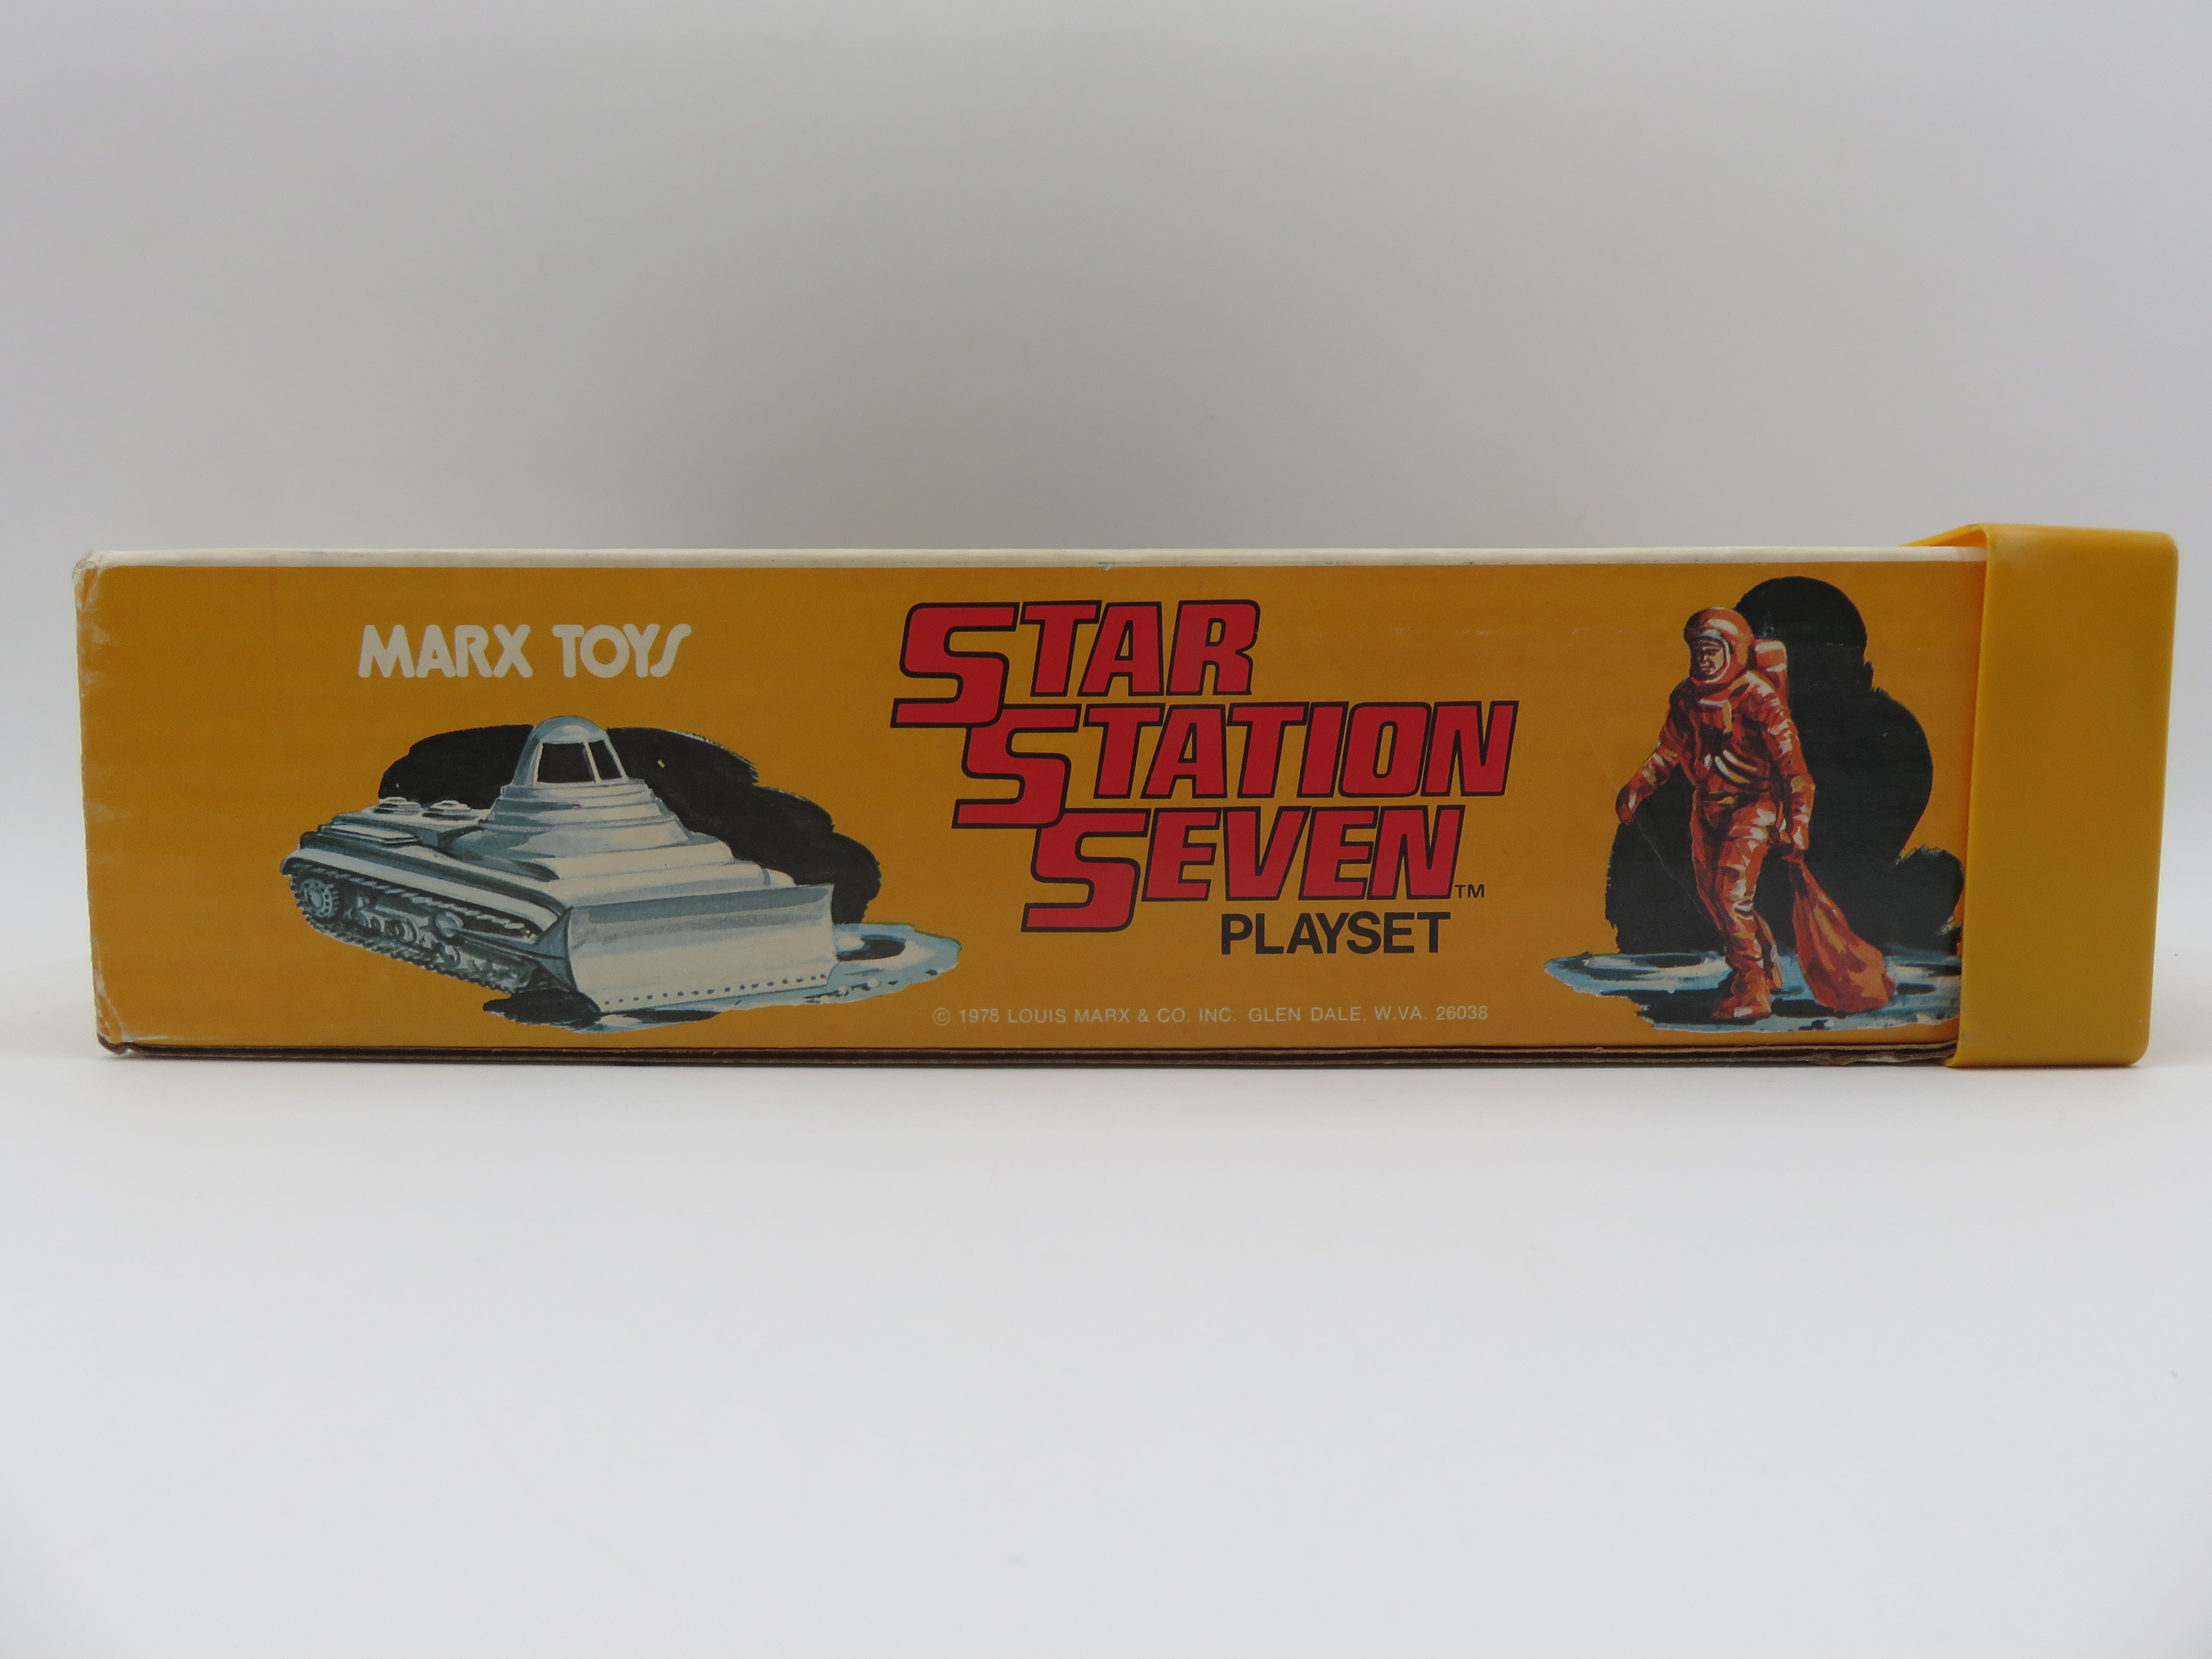 MARX TOYS
STAR
STATION
SEVEN™
PLAYSET
© 1978 LOUIS MARX & CO. INC. GLEN DALE, W.VA. 26038